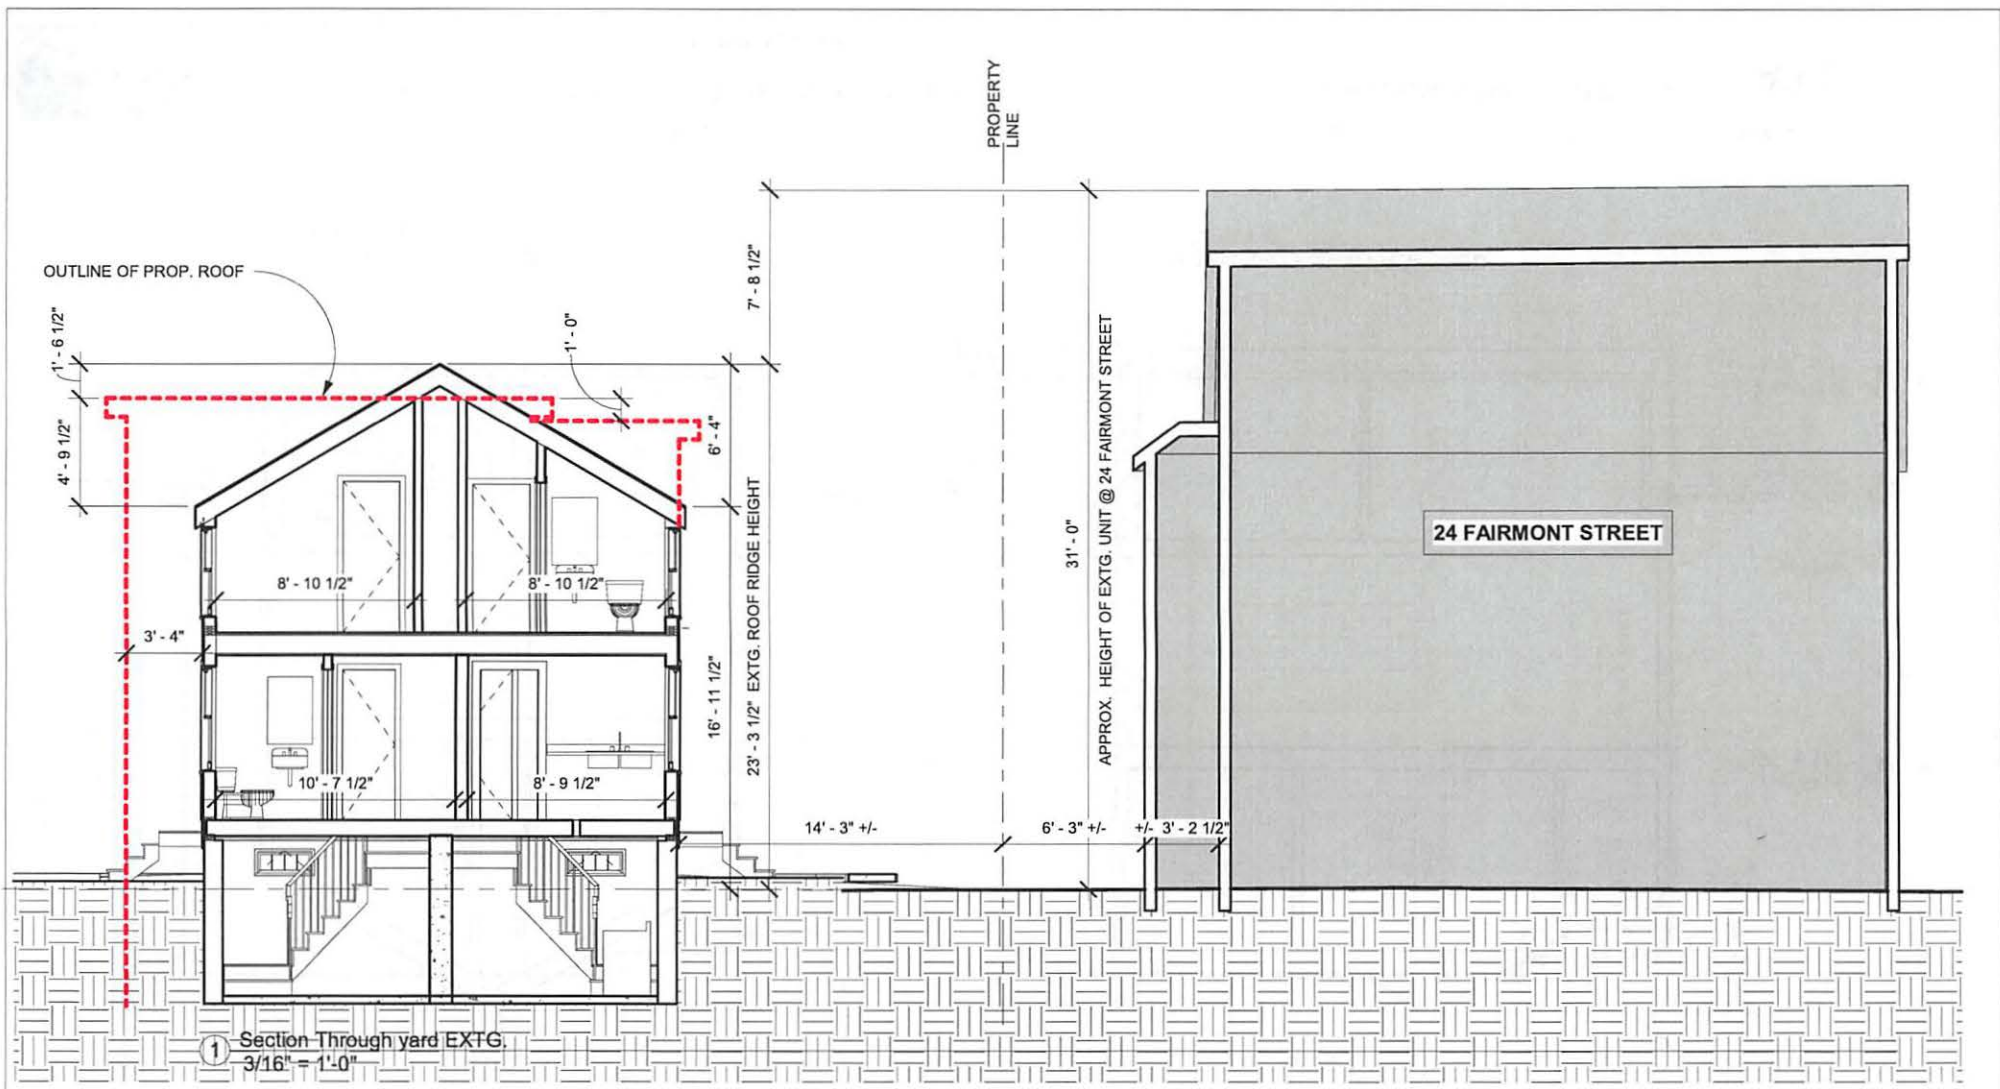 PROPERTY
LINE
OUTLINE OF PROP. ROOF
1' - 6 1/2"
4' - 9 1/2"
1' - 0"
7' - 8 1/2"
6' - 4"
23' - 3 1/2" EXTG. ROOF RIDGE HEIGHT
16' - 11 1/2"
31' - 0"
APPROX. HEIGHT OF EXTG. UNIT @ 24 FAIRMONT STREET
24 FAIRMONT STREET
8' - 10 1/2"
8' - 10 1/2"
3' - 4"
10' - 7 1/2"
8' - 9 1/2"
14' - 3" +/-
6' - 3" +/-
+/- 3' - 2 1/2"
1
Section Through yard EXTG.
3/16" = 1'-0"